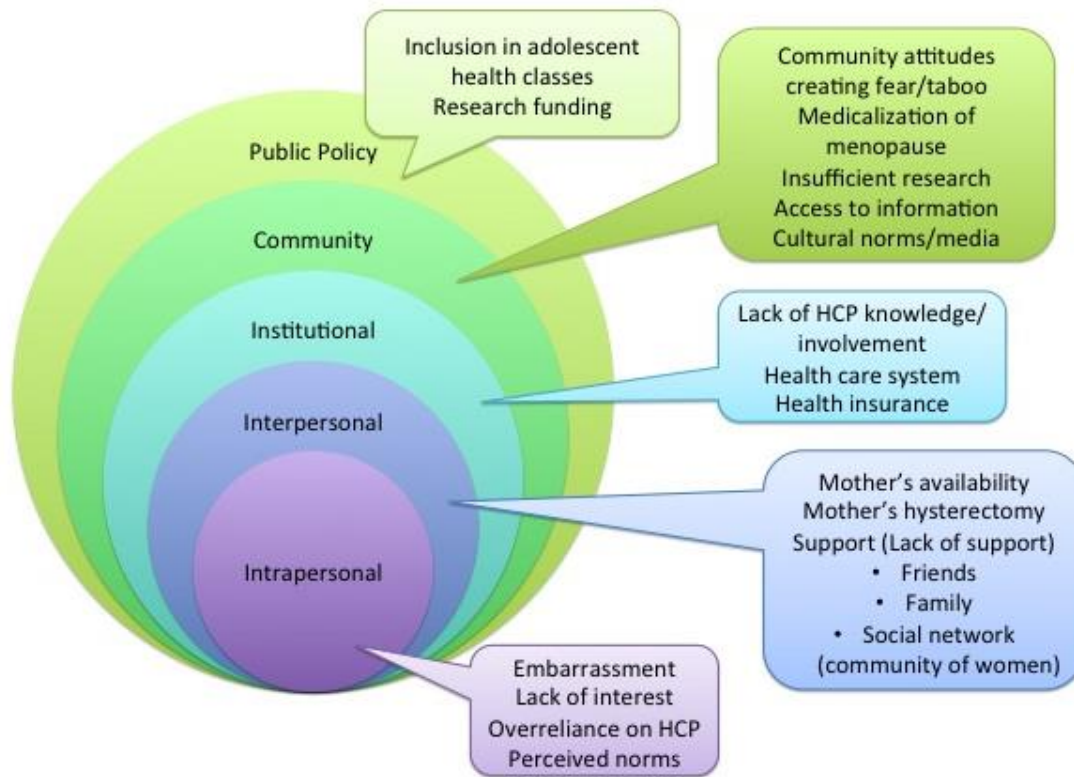 Inclusion in adolescent
health classes
Research funding
Community attitudes
creating fear/taboo
Medicalization of
menopause
Insufficient research
Access to information
Cultural norms/media
Public Policy
Community
Institutional
Lack of HCP knowledge/
involvement
Health care system
Health insurance
Interpersonal
Mother’s availability
Mother’s hysterectomy
Support (Lack of support)
• Friends
• Family
• Social network
(community of women)
Intrapersonal
Embarrassment
Lack of interest
Overreliance on HCP
Perceived norms